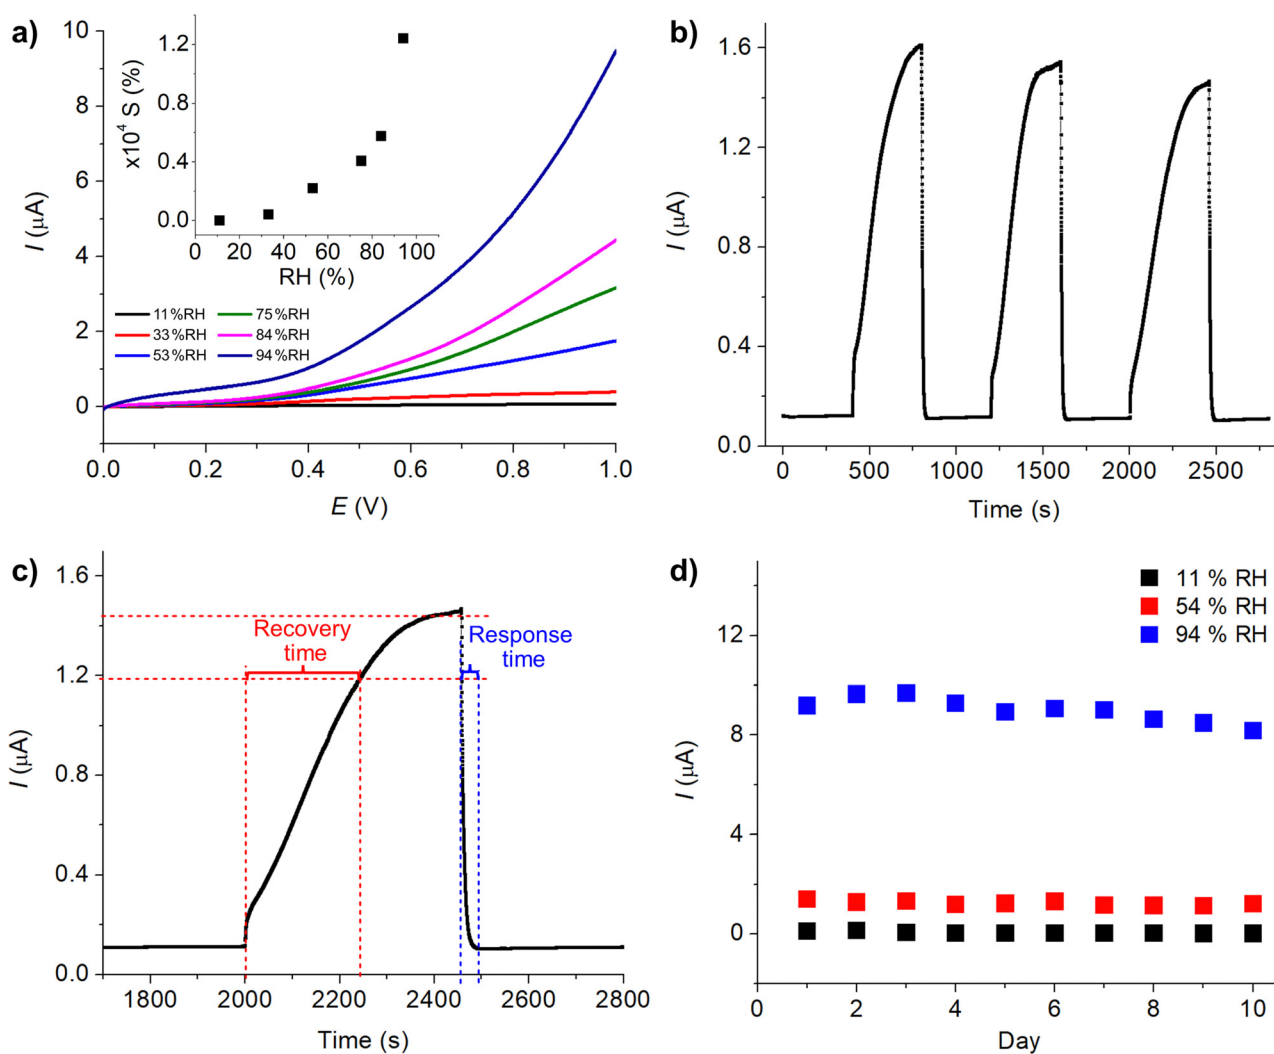 a)
10
8
6
4
2
0
I (μA)
0.0
0.2
0.4
0.6
0.8
1.0
E (V)
1.2
0.8
0.4
0.0
x10⁴ S (%)
0
20
40
60
80
100
RH (%)
11%RH
33%RH
53%RH
75%RH
84%RH
94%RH
b)
1.6
1.2
0.8
0.4
0.0
I (μA)
0
500
1000
1500
2000
2500
Time (s)
c)
1.6
1.2
0.8
0.4
0.0
I (μA)
Recovery
time
Response
time
1800
2000
2200
2400
2600
2800
Time (s)
d)
11 % RH
54 % RH
94 % RH
12
8
4
0
I (μA)
0
2
4
6
8
10
Day